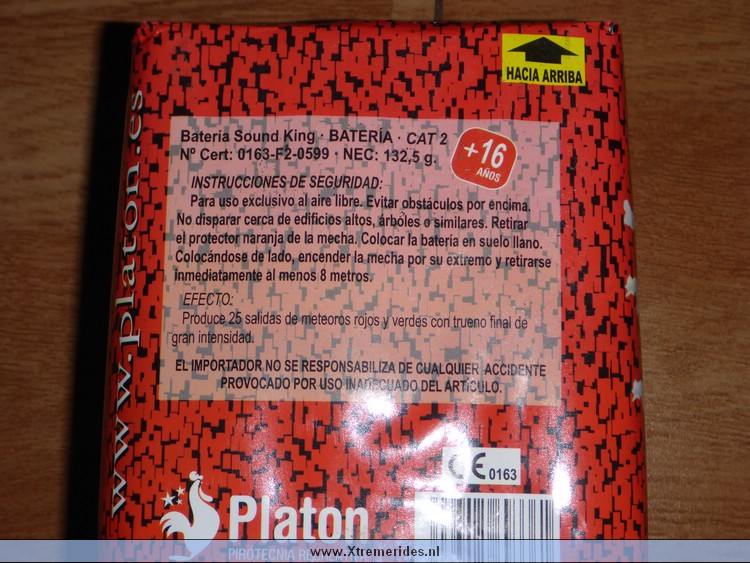 HACIA ARRIBA
www.platon.es
Batería Sound King · BATERÍA · CAT 2
Nº Cert: 0163-F2-0599 · NEC: 132,5 g.
+16
AÑOS
INSTRUCCIONES DE SEGURIDAD:
Para uso exclusivo al aire libre. Evitar obstáculos por encima.
No disparar cerca de edificios altos, árboles o similares. Retirar
el protector naranja de la mecha. Colocar la batería en suelo llano.
Colocándose de lado, encender la mecha por su extremo y retirarse
inmediatamente al menos 8 metros.
EFECTO:
Produce 25 salidas de meteoros rojos y verdes con trueno final de
gran intensidad.
EL IMPORTADOR NO SE RESPONSABILIZA DE CUALQUIER ACCIDENTE
PROVOCADO POR USO INADECUADO DEL ARTÍCULO.
CE 0163
Platon
PIROTECNIA
www.Xtremerides.nl